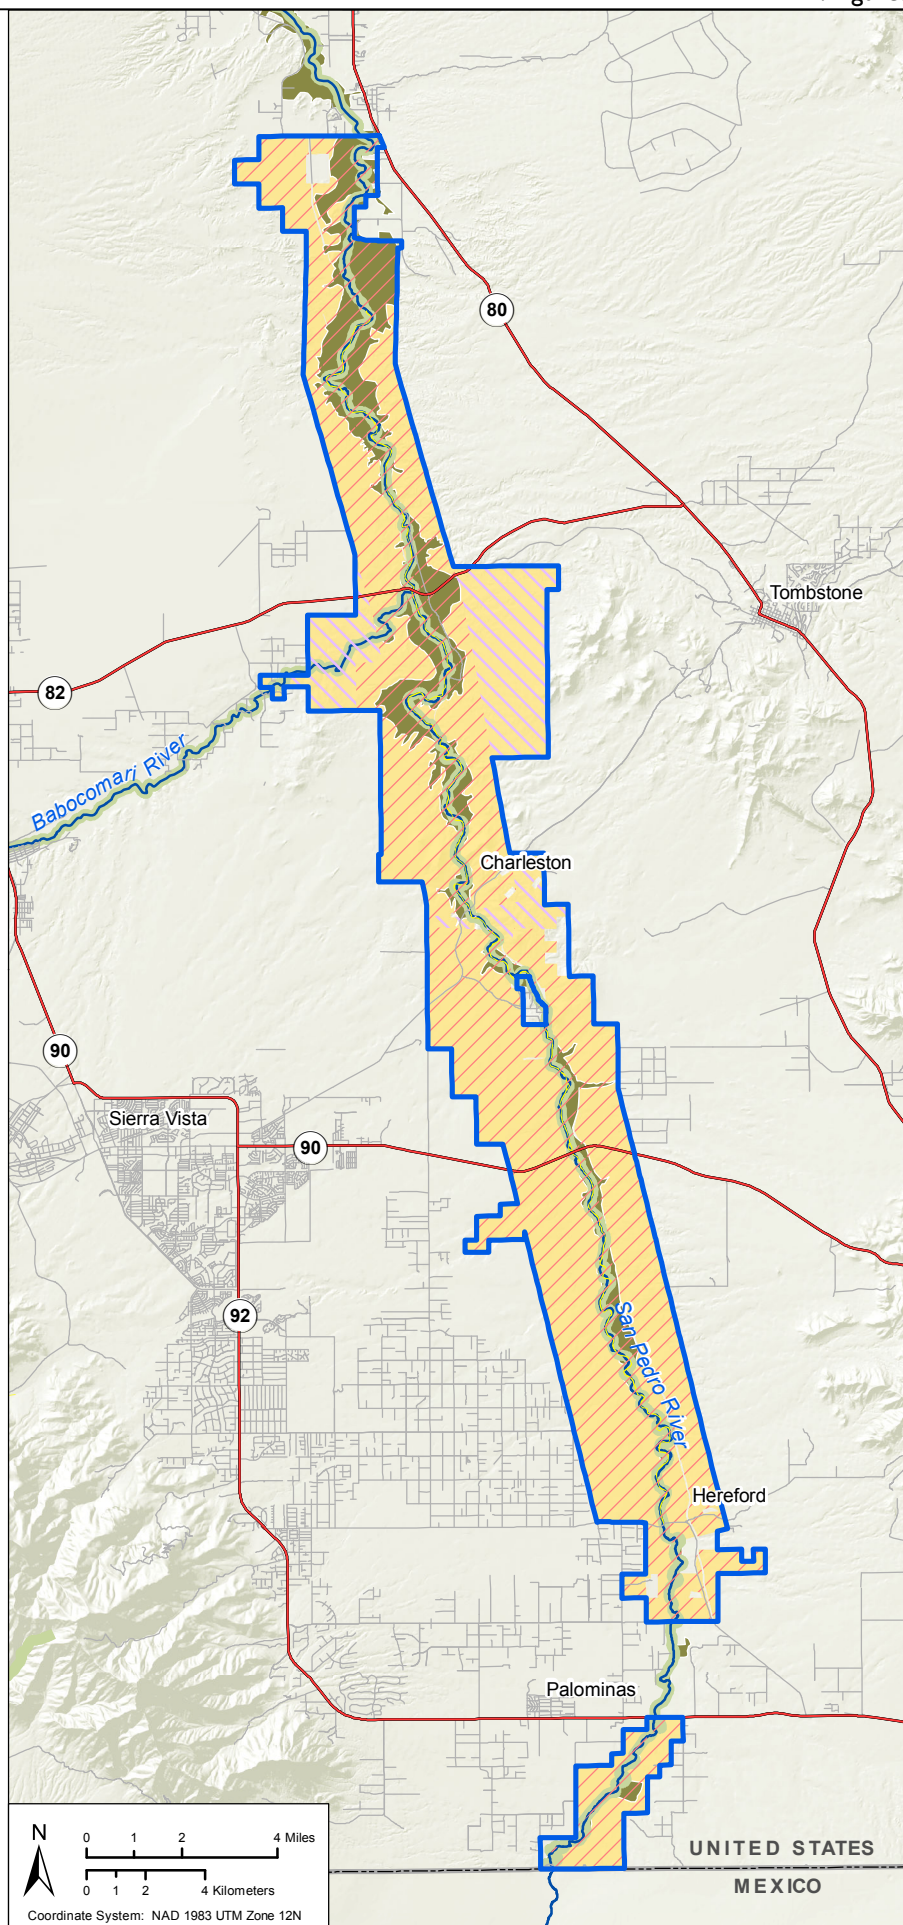 80
Tombstone
82
Babocomari River
Charleston
90
Sierra Vista
90
92
San Pedro River
Hereford
Palominas
N
0 1 2 4 Miles
0 1 2 4 Kilometers
Coordinate System: NAD 1983 UTM Zone 12N
UNITED STATES
MEXICO